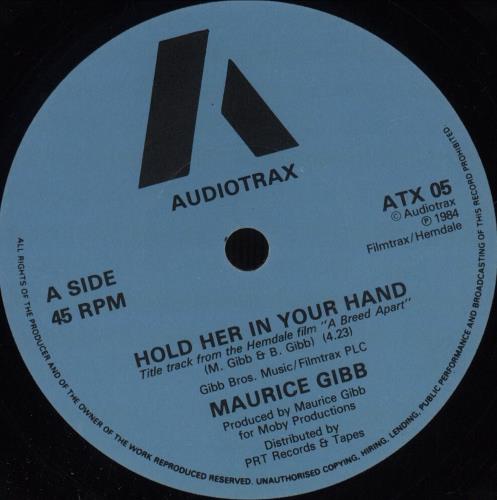 AUDIOTRAX
ATX 05
© Audiotrax
℗ 1984
Filmtrax/Hemdale
A SIDE
45 RPM
HOLD HER IN YOUR HAND
Title track from the Hemdale film "A Breed Apart"
(M. Gibb & B. Gibb) (4.23)
Gibb Bros. Music/Filmtrax PLC
MAURICE GIBB
Produced by Maurice Gibb
for Moby Productions
Distributed by
PRT Records & Tapes
ALL RIGHTS OF THE PRODUCER AND OF THE OWNER OF THE WORK REPRODUCED RESERVED. UNAUTHORISED COPYING, HIRING, LENDING, PUBLIC PERFORMANCE AND BROADCASTING OF THIS RECORD PROHIBITED.